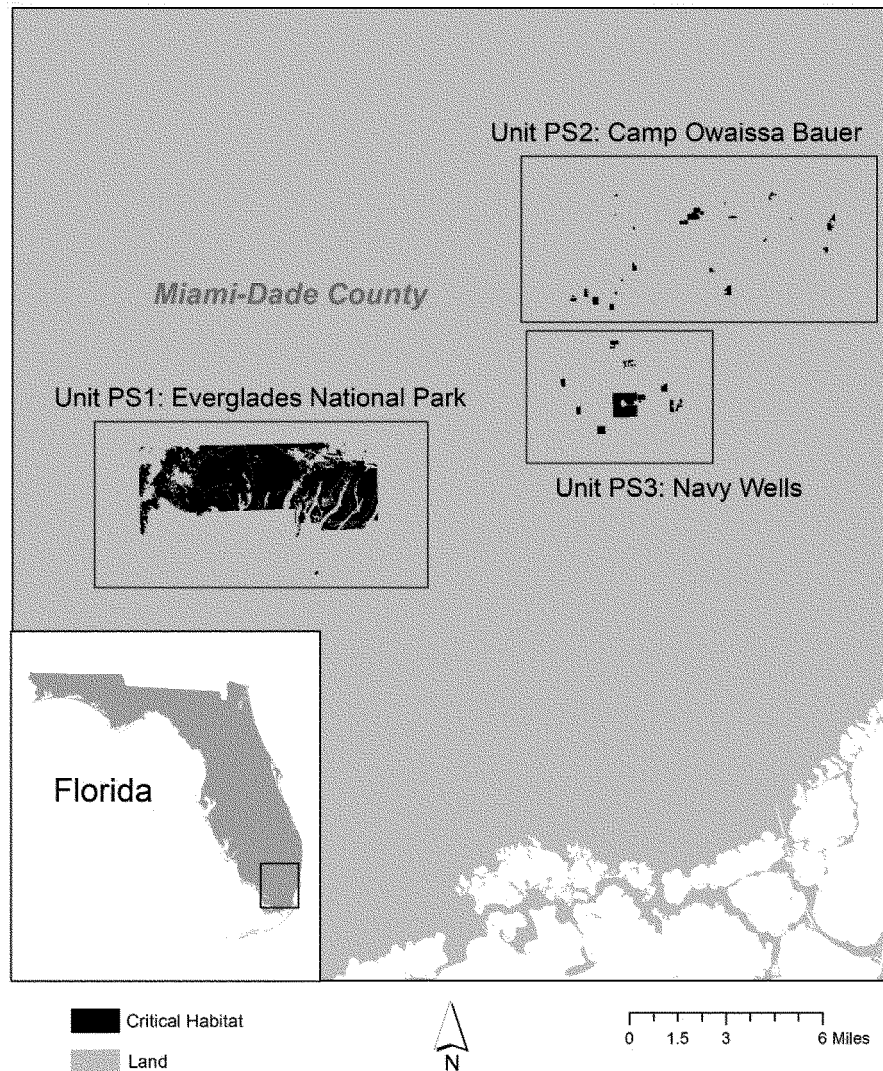 Unit PS2: Camp Owaissa Bauer
Miami-Dade County
Unit PS1: Everglades National Park
Unit PS3: Navy Wells
Florida
Critical Habitat
Land
N
0 1.5 3 6 Miles